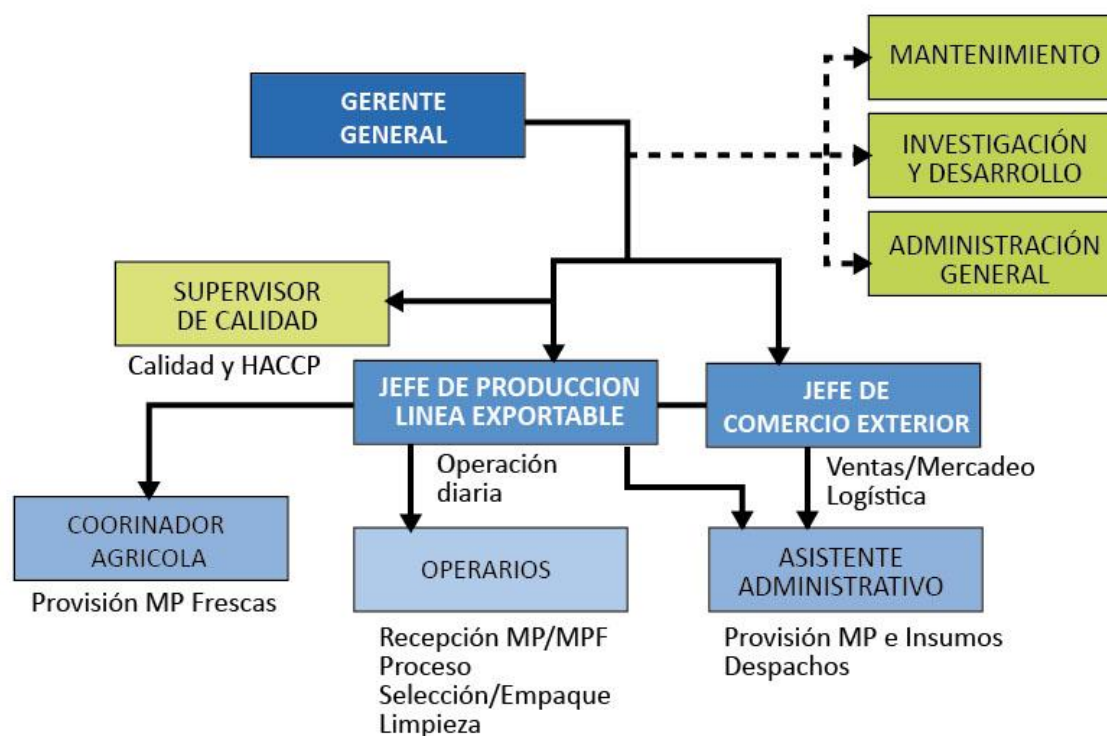 MANTENIMIENTO
GERENTE
GENERAL
INVESTIGACIÓN
Y DESARROLLO
ADMINISTRACIÓN
GENERAL
SUPERVISOR
DE CALIDAD
Calidad y HACCP
JEFE DE PRODUCCION
LINEA EXPORTABLE
JEFE DE
COMERCIO EXTERIOR
Operación
diaria
Ventas/Mercadeo
Logística
COORINADOR
AGRICOLA
Provisión MP Frescas
OPERARIOS
Recepción MP/MPF
Proceso
Selección/Empaque
Limpieza
ASISTENTE
ADMINISTRATIVO
Provisión MP e Insumos
Despachos